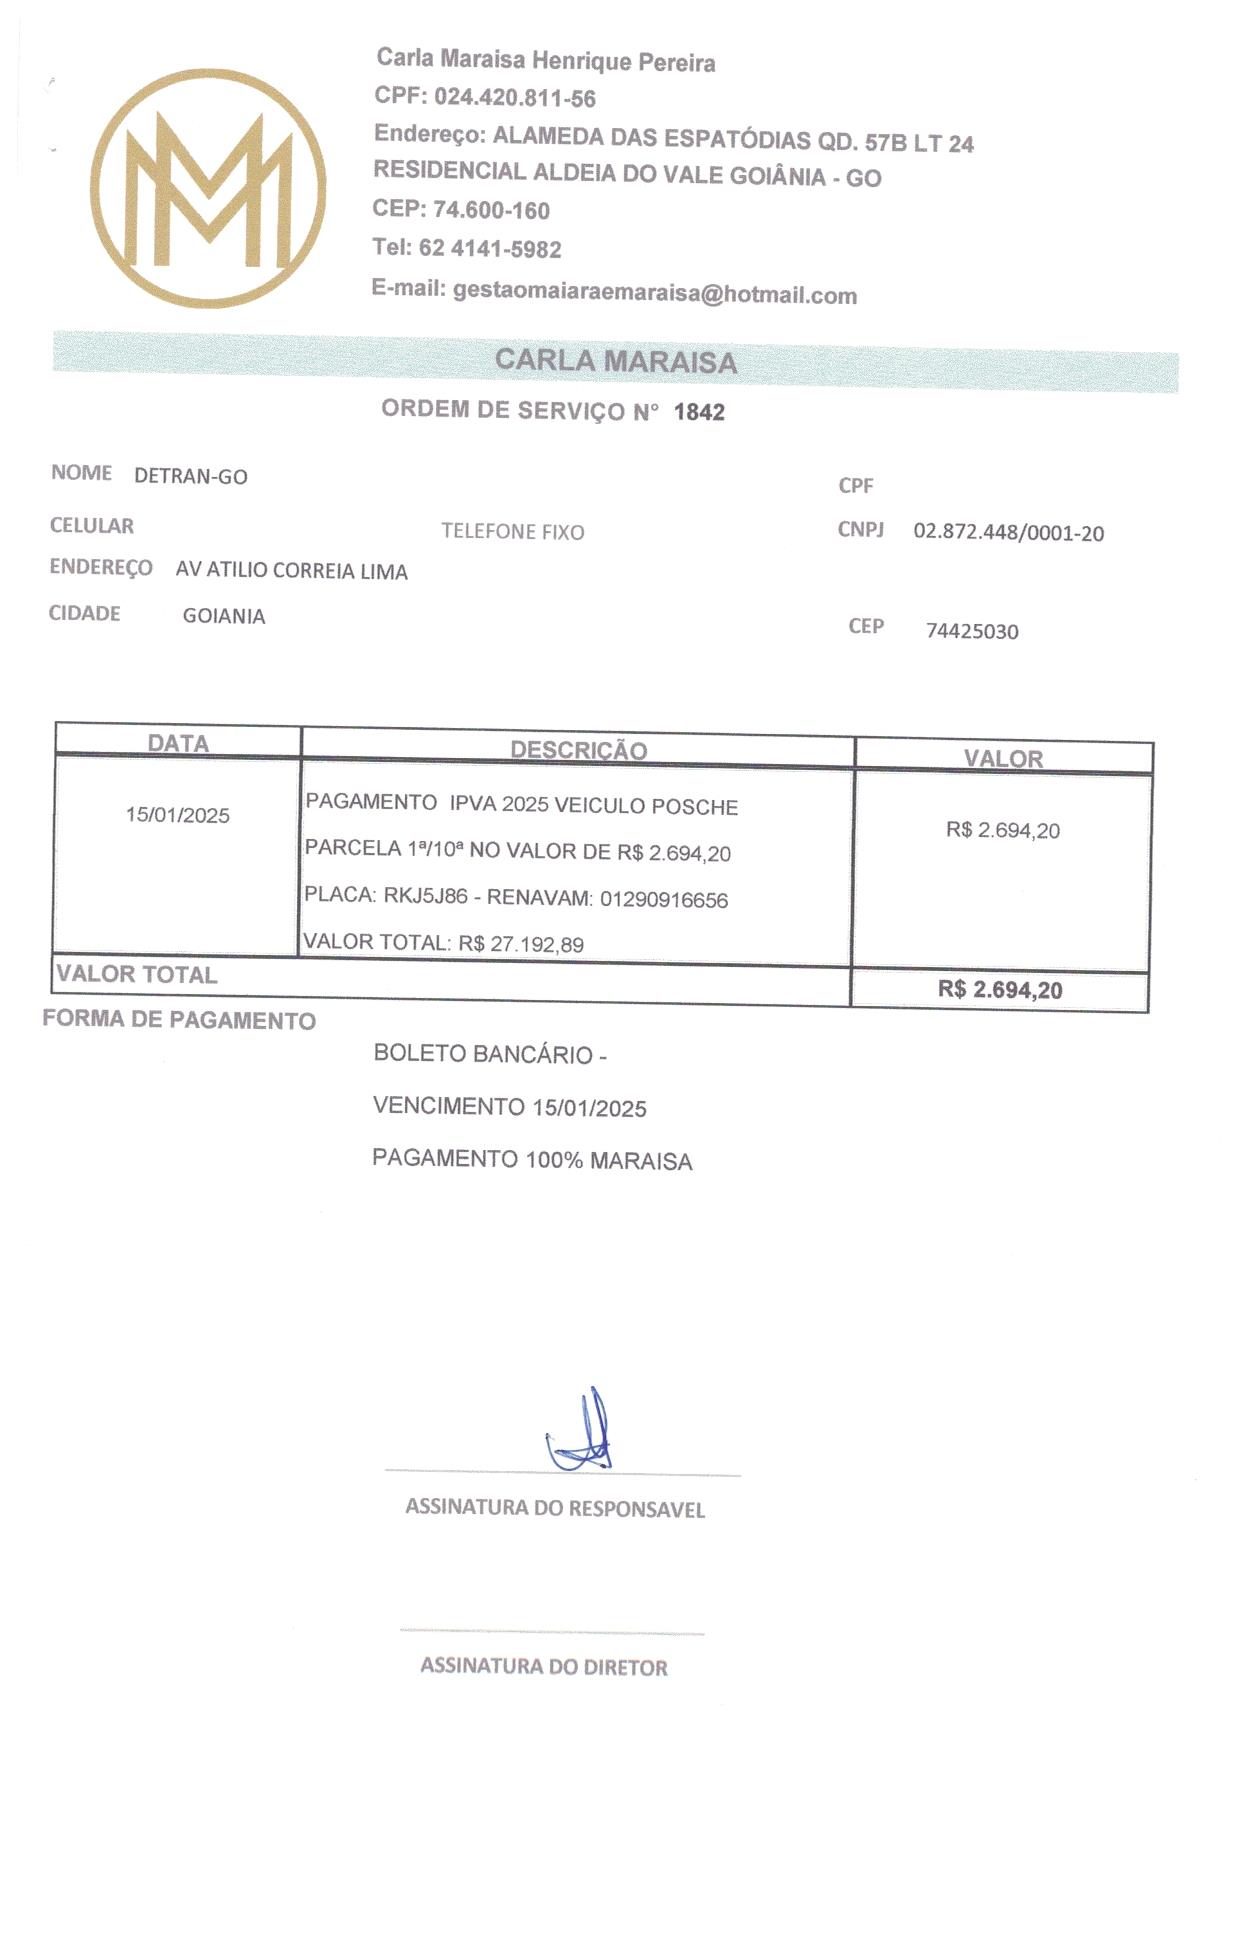 Carla Maraisa Henrique Pereira
CPF: 024.420.811-56
Endereço: ALAMEDA DAS ESPATÓDIAS QD. 57B LT 24
RESIDENCIAL ALDEIA DO VALE GOIÂNIA - GO
CEP: 74.600-160
Tel: 62 4141-5982
E-mail: gestaomaiaraemaraisa@hotmail.com
CARLA MARAISA
ORDEM DE SERVIÇO N° 1842
NOME DETRAN-GO CPF
CELULAR TELEFONE FIXO CNPJ 02.872.448/0001-20
ENDEREÇO AV ATILIO CORREIA LIMA
CIDADE GOIANIA CEP 74425030
DATA DESCRIÇÃO VALOR
15/01/2025 PAGAMENTO IPVA 2025 VEICULO POSCHE R$ 2.694,20
PARCELA 1ª/10ª NO VALOR DE R$ 2.694,20
PLACA: RKJ5J86 - RENAVAM: 01290916656
VALOR TOTAL: R$ 27.192,89
VALOR TOTAL R$ 2.694,20
FORMA DE PAGAMENTO
BOLETO BANCÁRIO -
VENCIMENTO 15/01/2025
PAGAMENTO 100% MARAISA
ASSINATURA DO RESPONSAVEL
ASSINATURA DO DIRETOR